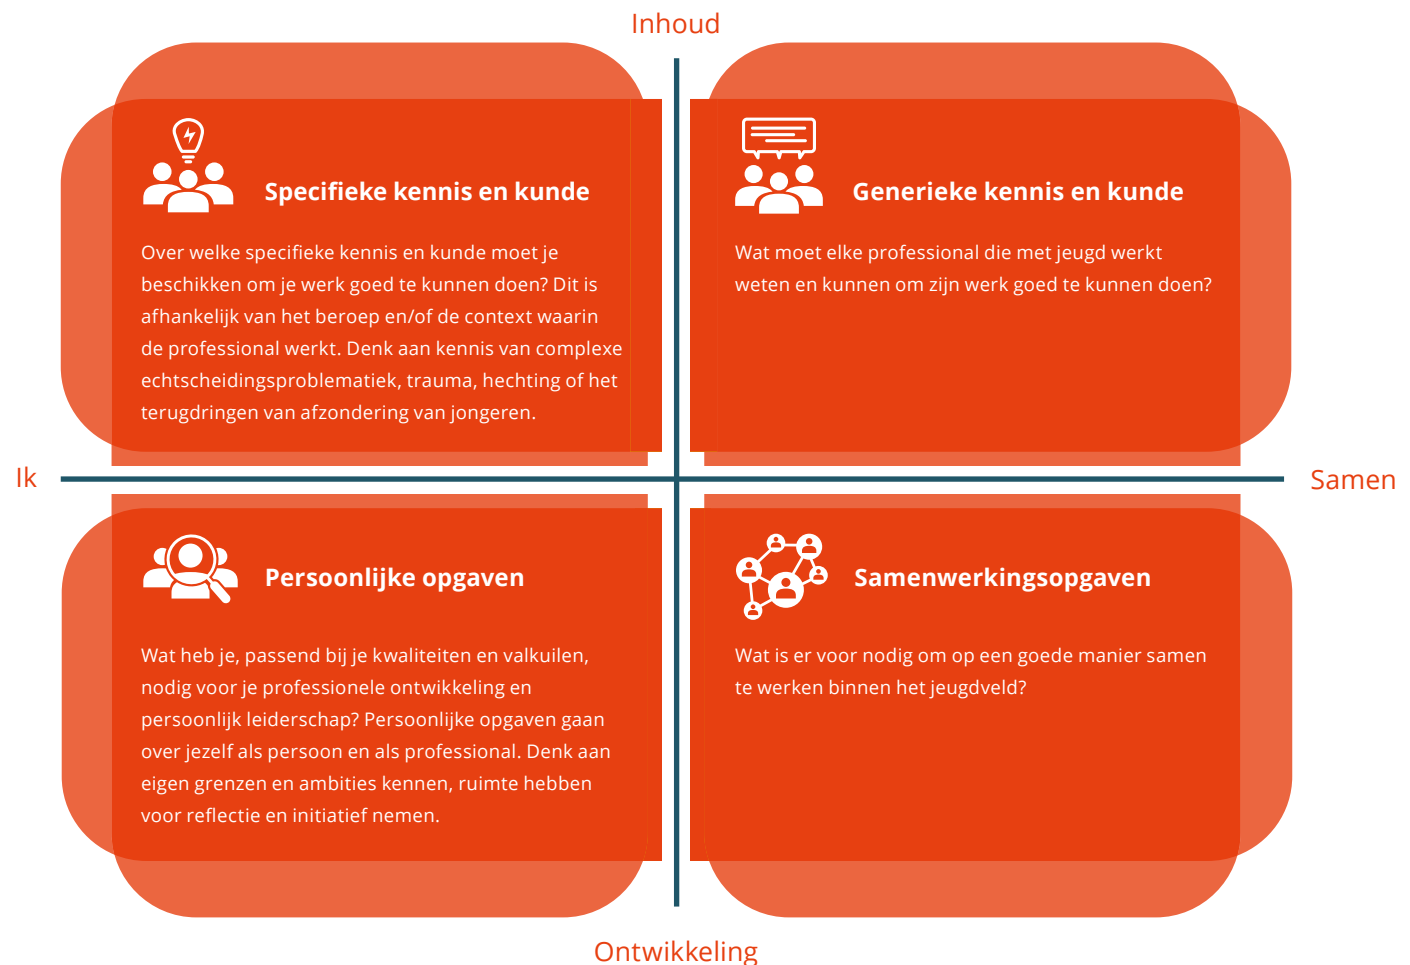 Inhoud
Specifieke kennis en kunde
Over welke specifieke kennis en kunde moet je
beschikken om je werk goed te kunnen doen? Dit is
afhankelijk van het beroep en/of de context waarin
de professional werkt. Denk aan kennis van complexe
echtscheidingsproblematiek, trauma, hechting of het
terugdringen van afzondering van jongeren.
Generieke kennis en kunde
Wat moet elke professional die met jeugd werkt
weten en kunnen om zijn werk goed te kunnen doen?
Ik
Samen
Persoonlijke opgaven
Wat heb je, passend bij je kwaliteiten en valkuilen,
nodig voor je professionele ontwikkeling en
persoonlijk leiderschap? Persoonlijke opgaven gaan
over jezelf als persoon en als professional. Denk aan
eigen grenzen en ambities kennen, ruimte hebben
voor reflectie en initiatief nemen.
Samenwerkingsopgaven
Wat is er voor nodig om op een goede manier samen
te werken binnen het jeugdveld?
Ontwikkeling